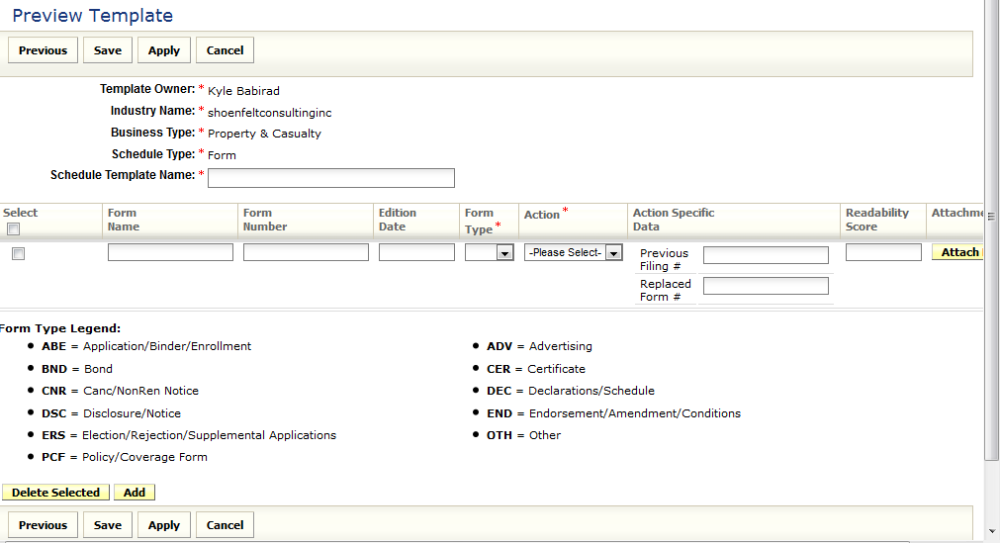 Preview Template
Previous Save Apply Cancel
Template Owner: * Kyle Babirad
Industry Name: * shoenfeltconsultinginc
Business Type: * Property & Casualty
Schedule Type: * Form
Schedule Template Name: *
Select Form Name Form Number Edition Date Form Type * Action * Action Specific Data Readability Score Attachme
-Please Select- Previous Filing # Attach
Replaced Form #
Form Type Legend:
ABE = Application/Binder/Enrollment ADV = Advertising
BND = Bond CER = Certificate
CNR = Canc/NonRen Notice DEC = Declarations/Schedule
DSC = Disclosure/Notice END = Endorsement/Amendment/Conditions
ERS = Election/Rejection/Supplemental Applications OTH = Other
PCF = Policy/Coverage Form
Delete Selected Add
Previous Save Apply Cancel